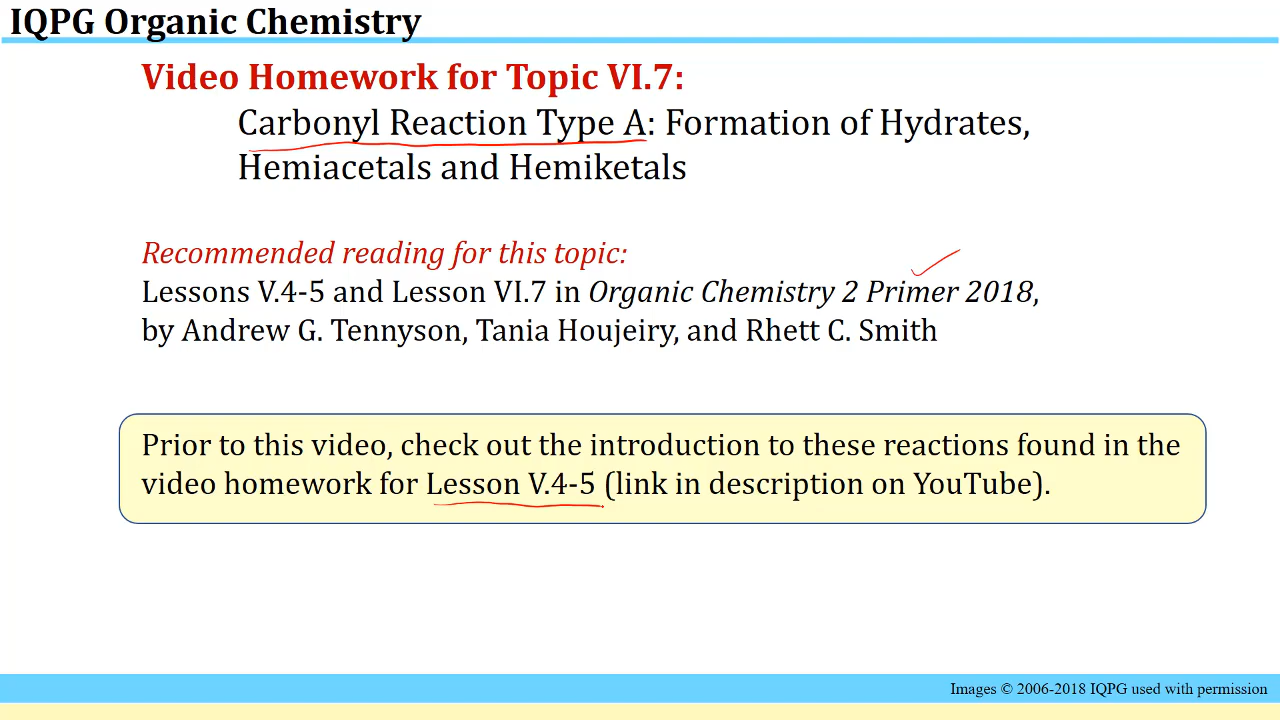 IQPG Organic Chemistry
Video Homework for Topic VI.7:
Carbonyl Reaction Type A: Formation of Hydrates,
Hemiacetals and Hemiketals
Recommended reading for this topic:
Lessons V.4-5 and Lesson VI.7 in Organic Chemistry 2 Primer 2018,
by Andrew G. Tennyson, Tania Houjeiry, and Rhett C. Smith
Prior to this video, check out the introduction to these reactions found in the
video homework for Lesson V.4-5 (link in description on YouTube).
Images © 2006-2018 IQPG used with permission